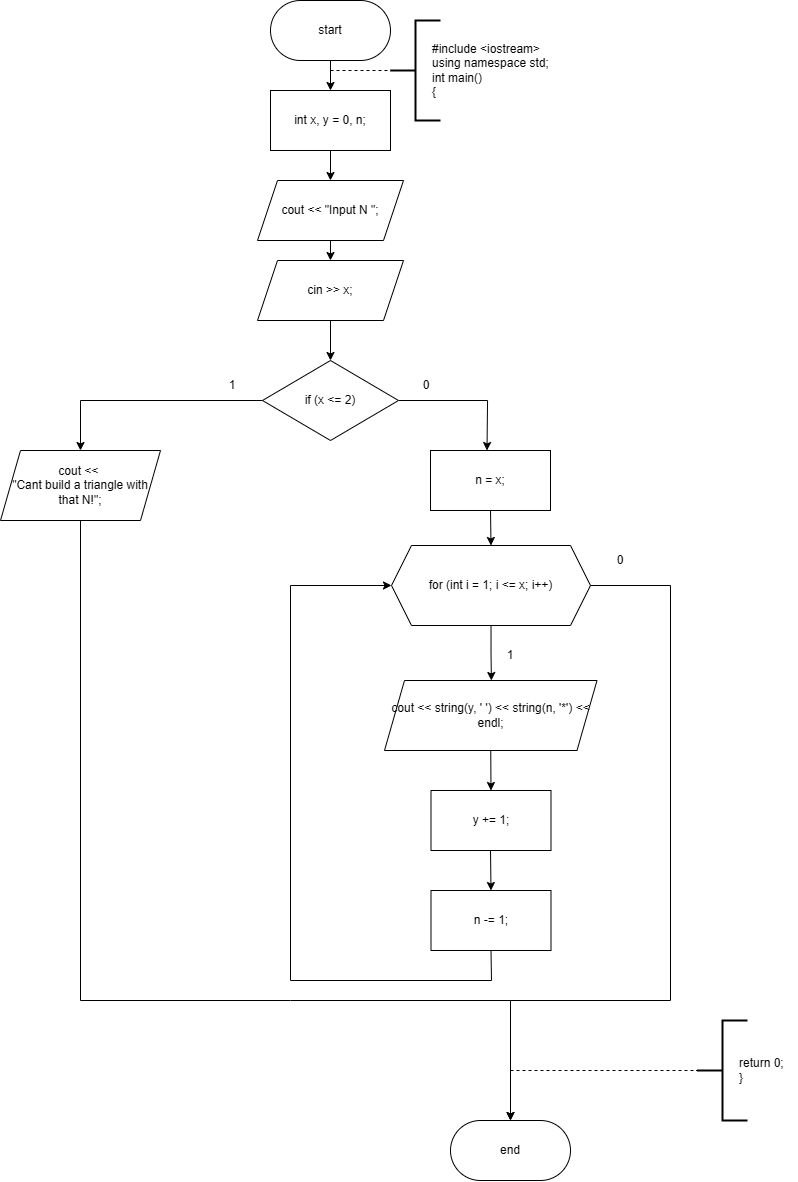 start
#include <iostream>
using namespace std;
int main()
{
int x, y = 0, n;
cout << "Input N ";
cin >> x;
1
if (x <= 2)
0
cout <<
"Cant build a triangle with
that N!";
n = x;
0
for (int i = 1; i <= x; i++)
1
cout << string(y, ' ') << string(n, '*') <<
endl;
y += 1;
n -= 1;
return 0;
}
end